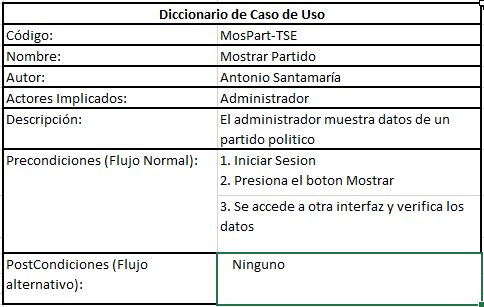 Diccionario de Caso de Uso
Código: MosPart-TSE
Nombre: Mostrar Partido
Autor: Antonio Santamaría
Actores Implicados: Administrador
Descripción: El administrador muestra datos de un
partido politico
Precondiciones (Flujo Normal): 1. Iniciar Sesion
2. Presiona el boton Mostrar
3. Se accede a otra interfaz y verifica los
datos
PostCondiciones (Flujo
alternativo): Ninguno